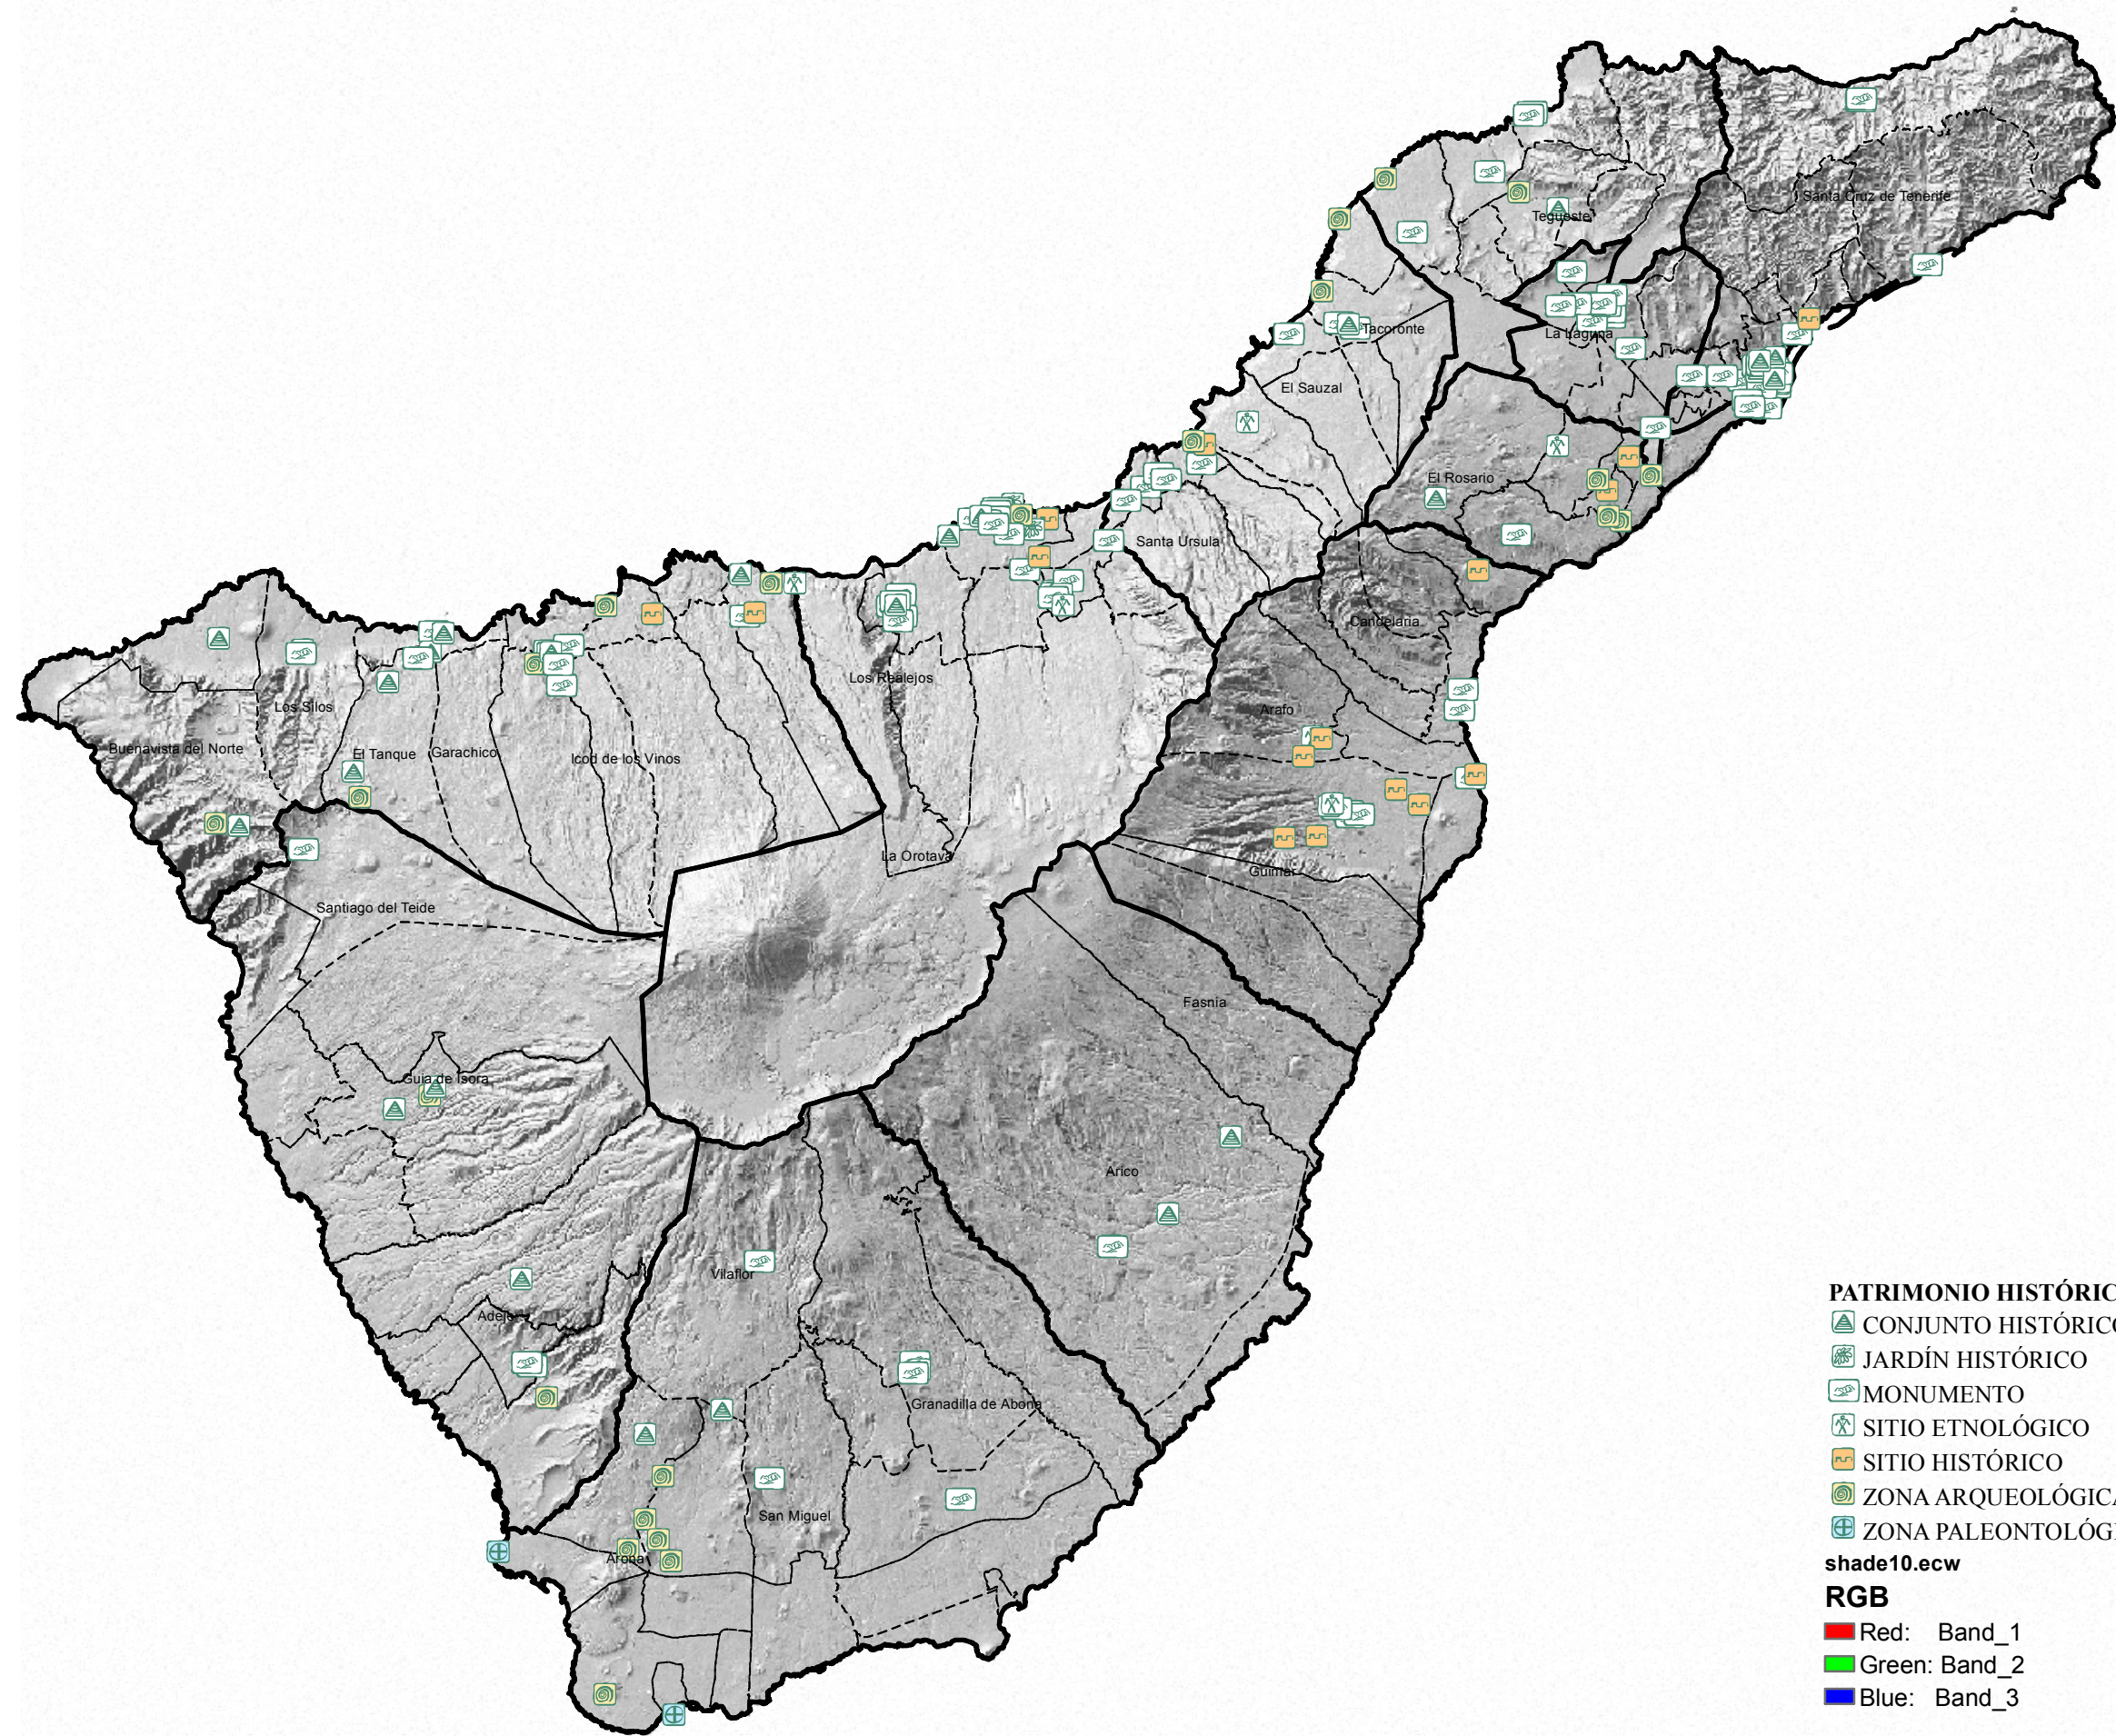 Santa Cruz de Tenerife
Tegueste
Tacoronte
La Laguna
El Sauzal
El Rosario
Santa Úrsula
Candelaria
Los Realejos
Los Silos
Arafo
Buenavista del Norte
El Tanque
Garachico
Icod de los Vinos
La Orotava
Guimar
Santiago del Teide
Fasnia
Guia de Isora
Arico
Vilaflor
Adeje
Granadilla de Abona
San Miguel
Arona
PATRIMONIO HISTÓRIC
CONJUNTO HISTÓRICO
JARDÍN HISTÓRICO
MONUMENTO
SITIO ETNOLÓGICO
SITIO HISTÓRICO
ZONA ARQUEOLÓGICA
ZONA PALEONTOLÓGI
shade10.ecw
RGB
Red: Band_1
Green: Band_2
Blue: Band_3